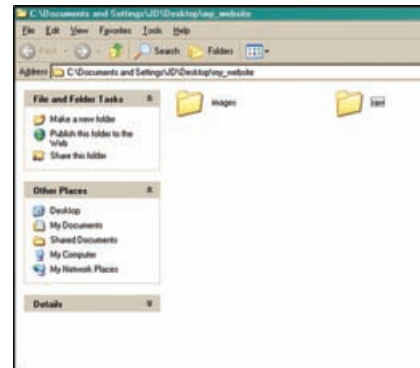 C:\Documents and Settings\JD\Desktop\my_website
File Edit View Favorites Tools Help
Back Search Folders
Address C:\Documents and Settings\JD\Desktop\my_website
File and Folder Tasks
Make a new folder
Publish this folder to the
Web
Share this folder
images
Other Places
Desktop
My Documents
Shared Documents
My Computer
My Network Places
Details